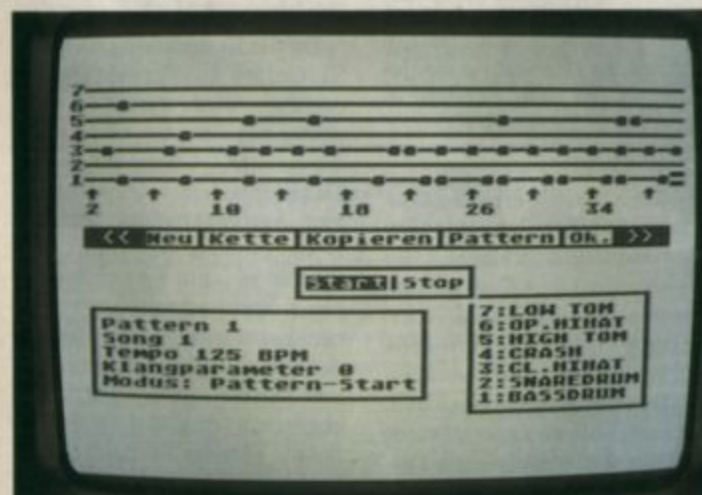 7
6
5
4
3
2
1
2 10 18 26 34
<< Neu Kette Kopieren Pattern Ok. >>
Start Stop
Pattern 1
Song 1
Tempo 125 BPM
Klangparameter 0
Modus: Pattern-Start
7:LOW TOM
6:OP.HIHAT
5:HIGH TOM
4:CRASH
3:CL.HIHAT
2:SNAREDRUM
1:BASSDRUM